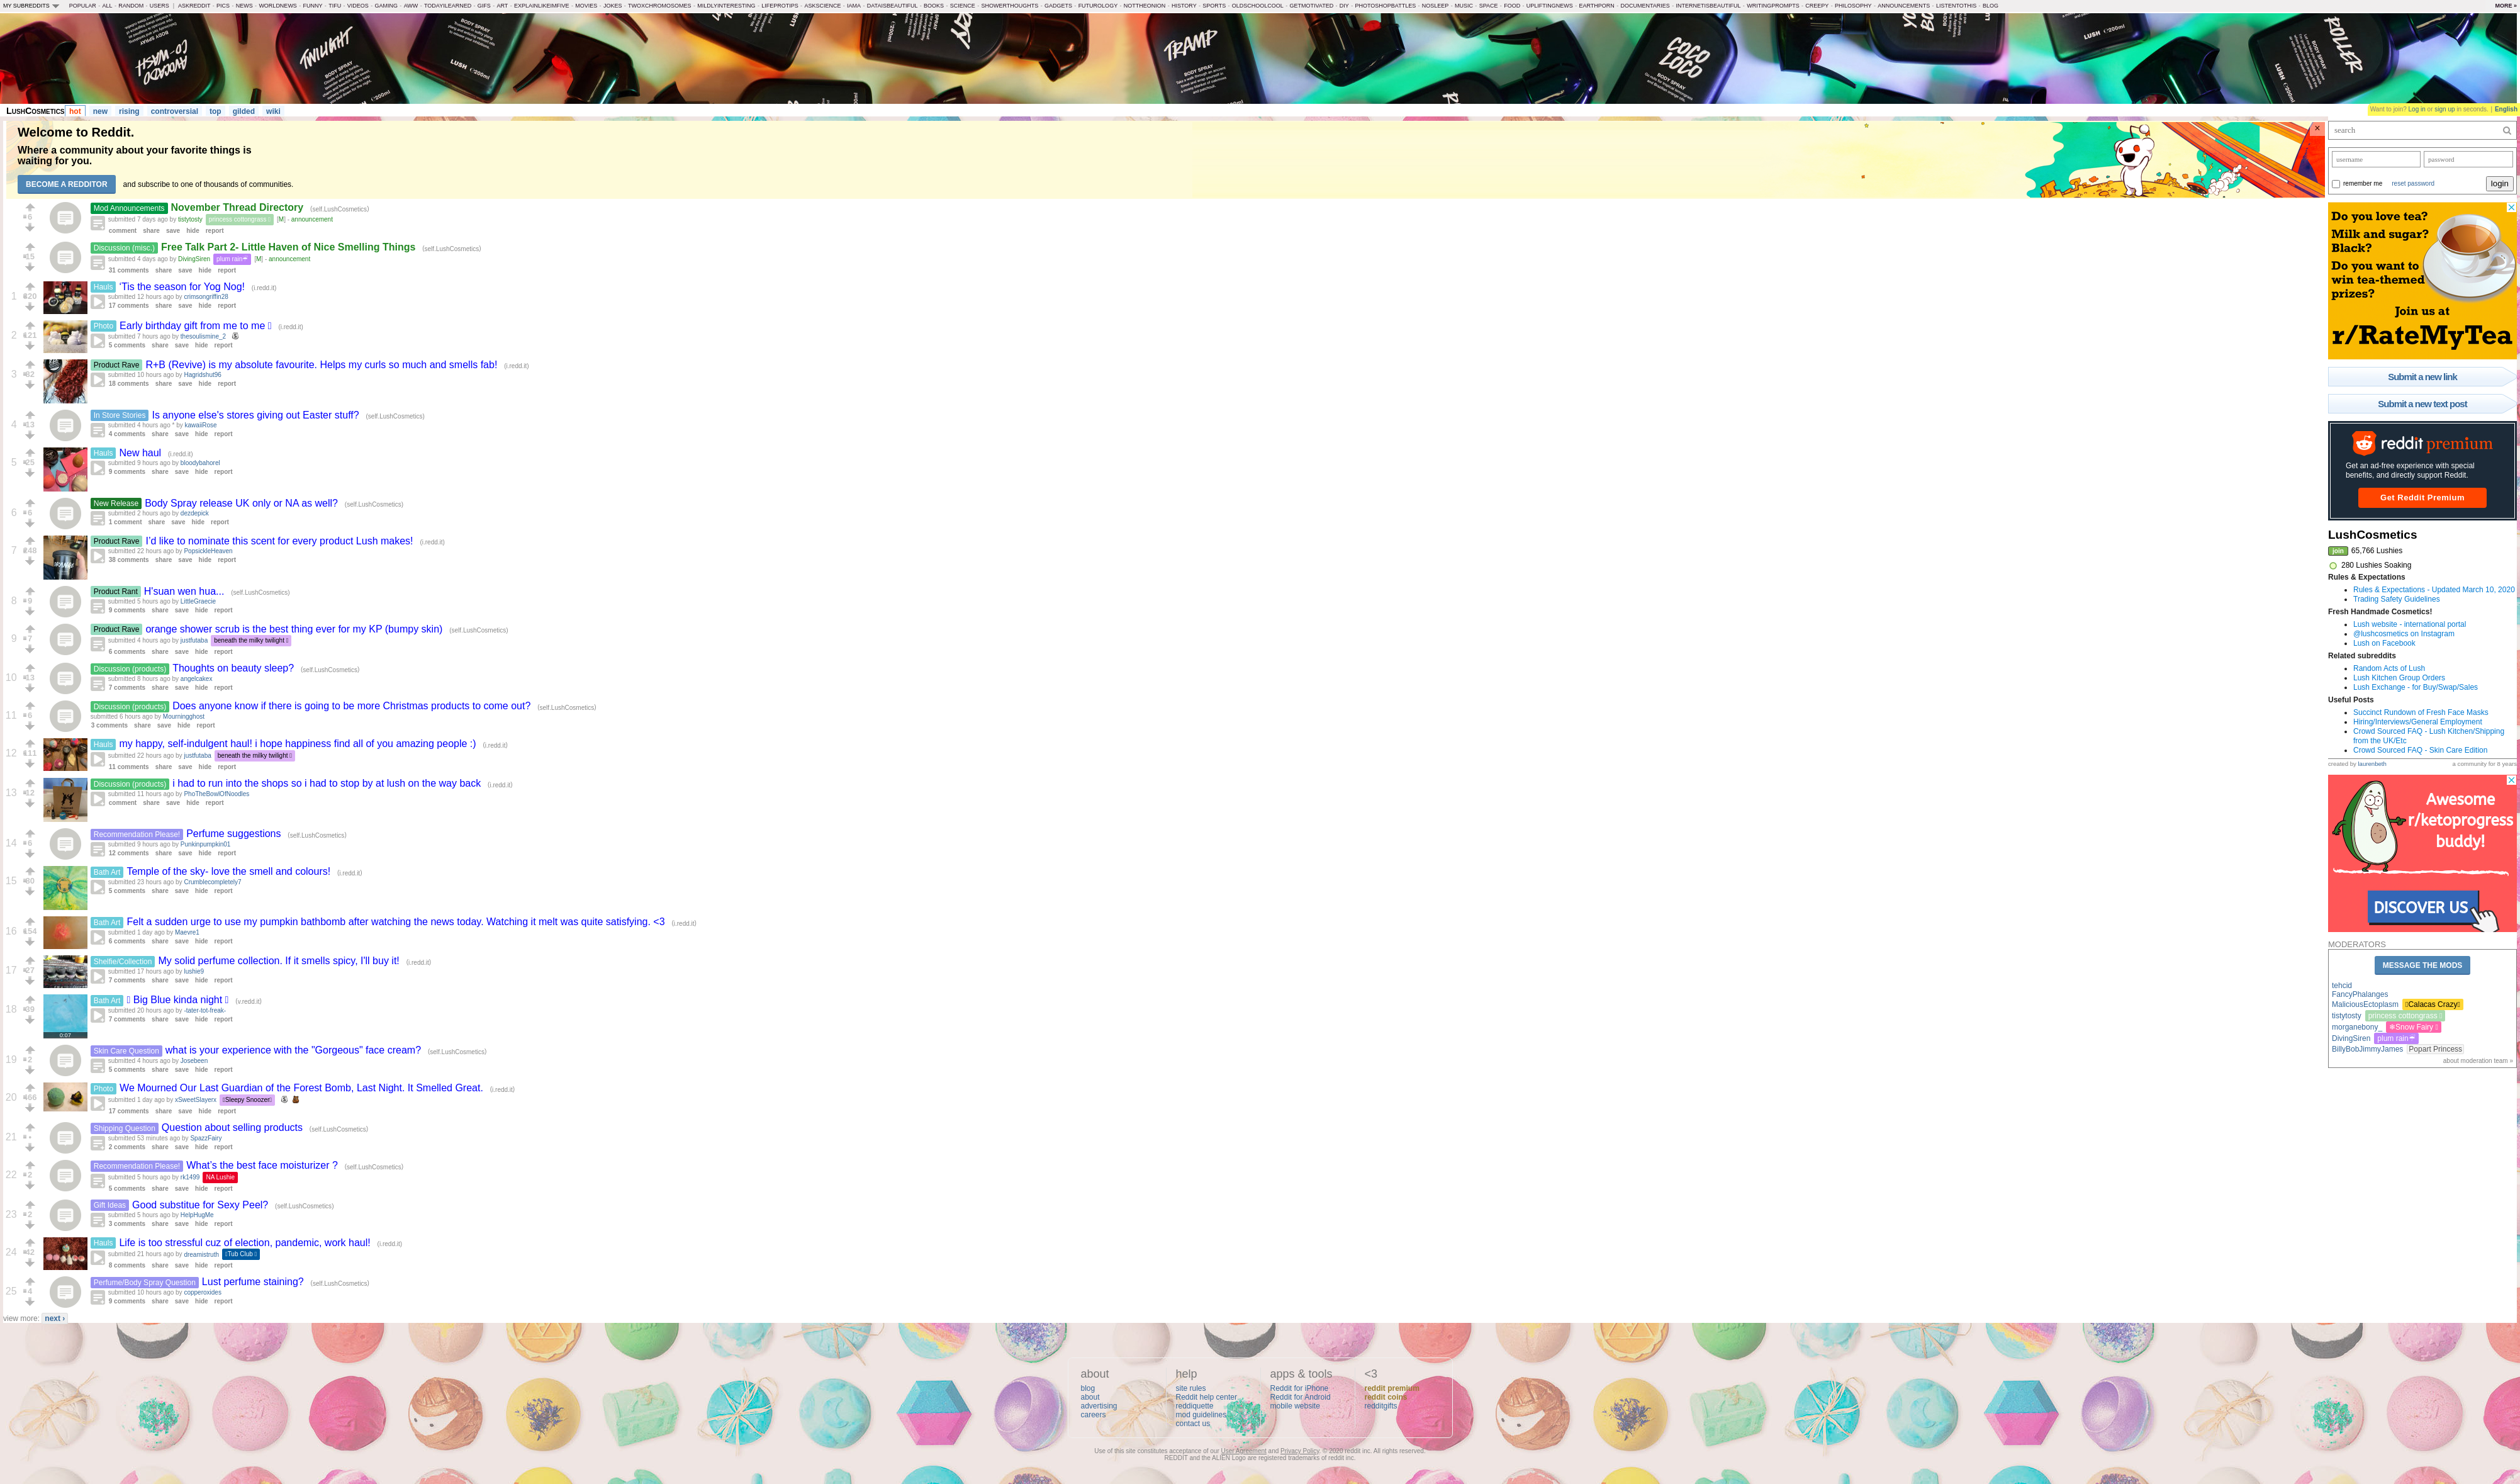 MY SUBREDDITS POPULAR - ALL - RANDOM - USERS | ASKREDDIT - PICS - NEWS - WORLDNEWS - FUNNY - TIFU - VIDEOS - GAMING - AWW - TODAYILEARNED - GIFS - ART - EXPLAINLIKEIMFIVE - MOVIES - JOKES - TWOXCHROMOSOMES - MILDLYINTERESTING - LIFEPROTIPS - ASKSCIENCE - IAMA - DATAISBEAUTIFUL - BOOKS - SCIENCE - SHOWERTHOUGHTS - GADGETS - FUTUROLOGY - NOTTHEONION - HISTORY - SPORTS - OLDSCHOOLCOOL - GETMOTIVATED - DIY - PHOTOSHOPBATTLES - NOSLEEP - MUSIC - SPACE - FOOD - UPLIFTINGNEWS - EARTHPORN - DOCUMENTARIES - INTERNETISBEAUTIFUL - WRITINGPROMPTS - CREEPY - PHILOSOPHY - ANNOUNCEMENTS - LISTENTOTHIS - BLOG MORE »
AVOCADO CO-WASH
TWILIGHT
BODY SPRAY
LUSH
TRAMP
BODY SPRAY
COCO LOCO
BODY SPRAY
LUSH
ROLLER
BODY SPRAY
LUSHCOSMETICS hot new rising controversial top gilded wiki
Want to join? Log in or sign up in seconds. | English
Welcome to Reddit.
Where a community about your favorite things is
waiting for you.
BECOME A REDDITOR and subscribe to one of thousands of communities.
×
6
Mod Announcements November Thread Directory (self.LushCosmetics)
submitted 7 days ago by tistytosty princess cottongrass [M] - announcement
comment share save hide report
15
Discussion (misc.) Free Talk Part 2- Little Haven of Nice Smelling Things (self.LushCosmetics)
submitted 4 days ago by DivingSiren plum rain [M] - announcement
31 comments share save hide report
1
Hauls 'Tis the season for Yog Nog! (i.redd.it)
submitted 12 hours ago by crimsongriffin28
17 comments share save hide report
2
Photo Early birthday gift from me to me (i.redd.it)
submitted 7 hours ago by thesoulismine_2
5 comments share save hide report
3
Product Rave R+B (Revive) is my absolute favourite. Helps my curls so much and smells fab! (i.redd.it)
submitted 10 hours ago by Hagridshut96
18 comments share save hide report
4 13
In Store Stories Is anyone else's stores giving out Easter stuff? (self.LushCosmetics)
submitted 4 hours ago * by kawaiiRose
4 comments share save hide report
5 25
Hauls New haul (i.redd.it)
submitted 9 hours ago by bloodybahorel
9 comments share save hide report
6 6
New Release Body Spray release UK only or NA as well? (self.LushCosmetics)
submitted 2 hours ago by dezdepick
1 comment share save hide report
7
Product Rave I'd like to nominate this scent for every product Lush makes! (i.redd.it)
submitted 22 hours ago by PopsickleHeaven
38 comments share save hide report
8 9
Product Rant H'suan wen hua... (self.LushCosmetics)
submitted 5 hours ago by LittleGraecie
9 comments share save hide report
9 7
Product Rave orange shower scrub is the best thing ever for my KP (bumpy skin) (self.LushCosmetics)
submitted 4 hours ago by justfutaba beneath the milky twilight
6 comments share save hide report
10 13
Discussion (products) Thoughts on beauty sleep? (self.LushCosmetics)
submitted 8 hours ago by angelcakex
7 comments share save hide report
11 6
Discussion (products) Does anyone know if there is going to be more Christmas products to come out? (self.LushCosmetics)
submitted 6 hours ago by Mourningghost
3 comments share save hide report
12
Hauls my happy, self-indulgent haul! i hope happiness find all of you amazing people :) (i.redd.it)
submitted 22 hours ago by justfutaba beneath the milky twilight
11 comments share save hide report
13 12
Discussion (products) i had to run into the shops so i had to stop by at lush on the way back (i.redd.it)
submitted 11 hours ago by PhoTheBowlOfNoodles
comment share save hide report
14 6
Recommendation Please! Perfume suggestions (self.LushCosmetics)
submitted 9 hours ago by Punkinpumpkin01
12 comments share save hide report
15
Bath Art Temple of the sky- love the smell and colours! (i.redd.it)
submitted 23 hours ago by Crumblecompletely7
5 comments share save hide report
16
Bath Art Felt a sudden urge to use my pumpkin bathbomb after watching the news today. Watching it melt was quite satisfying. <3 (i.redd.it)
submitted 1 day ago by Maevre1
6 comments share save hide report
17 27
Shelfie/Collection My solid perfume collection. If it smells spicy, I'll buy it! (i.redd.it)
submitted 17 hours ago by lushie9
7 comments share save hide report
18 39
Bath Art Big Blue kinda night (v.redd.it)
submitted 20 hours ago by -tater-tot-freak-
7 comments share save hide report
0:07
19 2
Skin Care Question what is your experience with the "Gorgeous" face cream? (self.LushCosmetics)
submitted 4 hours ago by Josebeen
5 comments share save hide report
20
Photo We Mourned Our Last Guardian of the Forest Bomb, Last Night. It Smelled Great. (i.redd.it)
submitted 1 day ago by xSweetSlayerx Sleepy Snoozer
17 comments share save hide report
21 •
Shipping Question Question about selling products (self.LushCosmetics)
submitted 53 minutes ago by SpazzFairy
2 comments share save hide report
22 2
Recommendation Please! What's the best face moisturizer ? (self.LushCosmetics)
submitted 5 hours ago by rk1499 NA Lushie
5 comments share save hide report
23 2
Gift Ideas Good substitue for Sexy Peel? (self.LushCosmetics)
submitted 5 hours ago by HelpHugMe
3 comments share save hide report
24 42
Hauls Life is too stressful cuz of election, pandemic, work haul! (i.redd.it)
submitted 21 hours ago by dreamistruth Tub Club
8 comments share save hide report
25 4
Perfume/Body Spray Question Lust perfume staining? (self.LushCosmetics)
submitted 10 hours ago by copperoxides
9 comments share save hide report
view more: next ›
search
username password
remember me reset password login
Do you love tea?
Milk and sugar?
Black?
Do you want to
win tea-themed
prizes?
Join us at
r/RateMyTea
Submit a new link
Submit a new text post
reddit premium
Get an ad-free experience with special
benefits, and directly support Reddit.
Get Reddit Premium
LushCosmetics
join 65,766 Lushies
280 Lushies Soaking
Rules & Expectations
Rules & Expectations - Updated March 10, 2020
Trading Safety Guidelines
Fresh Handmade Cosmetics!
Lush website - international portal
@lushcosmetics on Instagram
Lush on Facebook
Related subreddits
Random Acts of Lush
Lush Kitchen Group Orders
Lush Exchange - for Buy/Swap/Sales
Useful Posts
Succinct Rundown of Fresh Face Masks
Hiring/Interviews/General Employment
Crowd Sourced FAQ - Lush Kitchen/Shipping
from the UK/Etc
Crowd Sourced FAQ - Skin Care Edition
created by laurenbeth a community for 8 years
Awesome
r/ketoprogress
buddy!
DISCOVER US
MODERATORS
MESSAGE THE MODS
tehcid
FancyPhalanges
MaliciousEctoplasm Calacas Crazy
tistytosty princess cottongrass
morganebony_ ❄Snow Fairy
DivingSiren plum rain
BillyBobJimmyJames Popart Princess
about moderation team »
about help apps & tools <3
blog site rules Reddit for iPhone reddit premium
about Reddit help center Reddit for Android reddit coins
advertising reddiquette mobile website redditgifts
careers mod guidelines
contact us
Use of this site constitutes acceptance of our User Agreement and Privacy Policy. © 2020 reddit inc. All rights reserved.
REDDIT and the ALIEN Logo are registered trademarks of reddit inc.